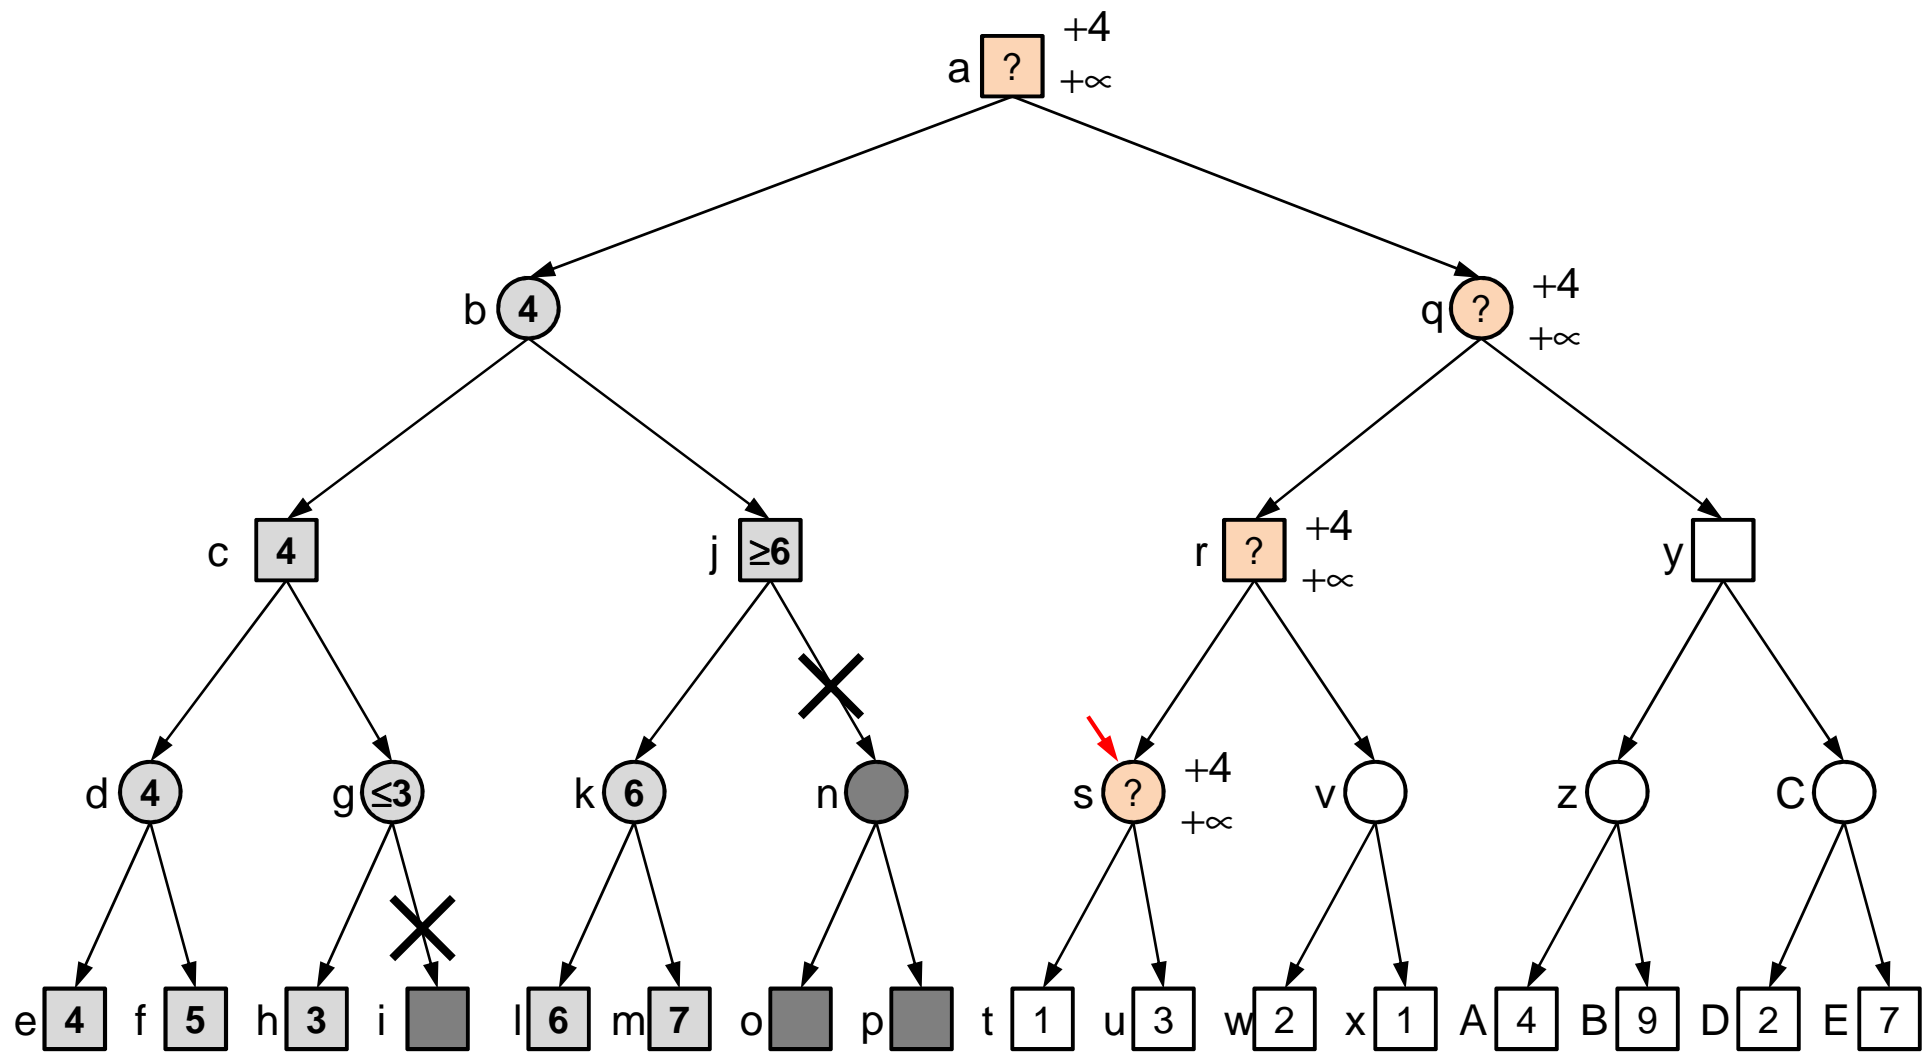 +4
a ? +∝
b 4 q ? +4
+∝
c 4 j ≥6 r ? +4 y
+∝
d 4 g ≤3 k 6 n s ? +4 v z C
+∝
e 4 f 5 h 3 i l 6 m 7 o p t 1 u 3 w 2 x 1 A 4 B 9 D 2 E 7